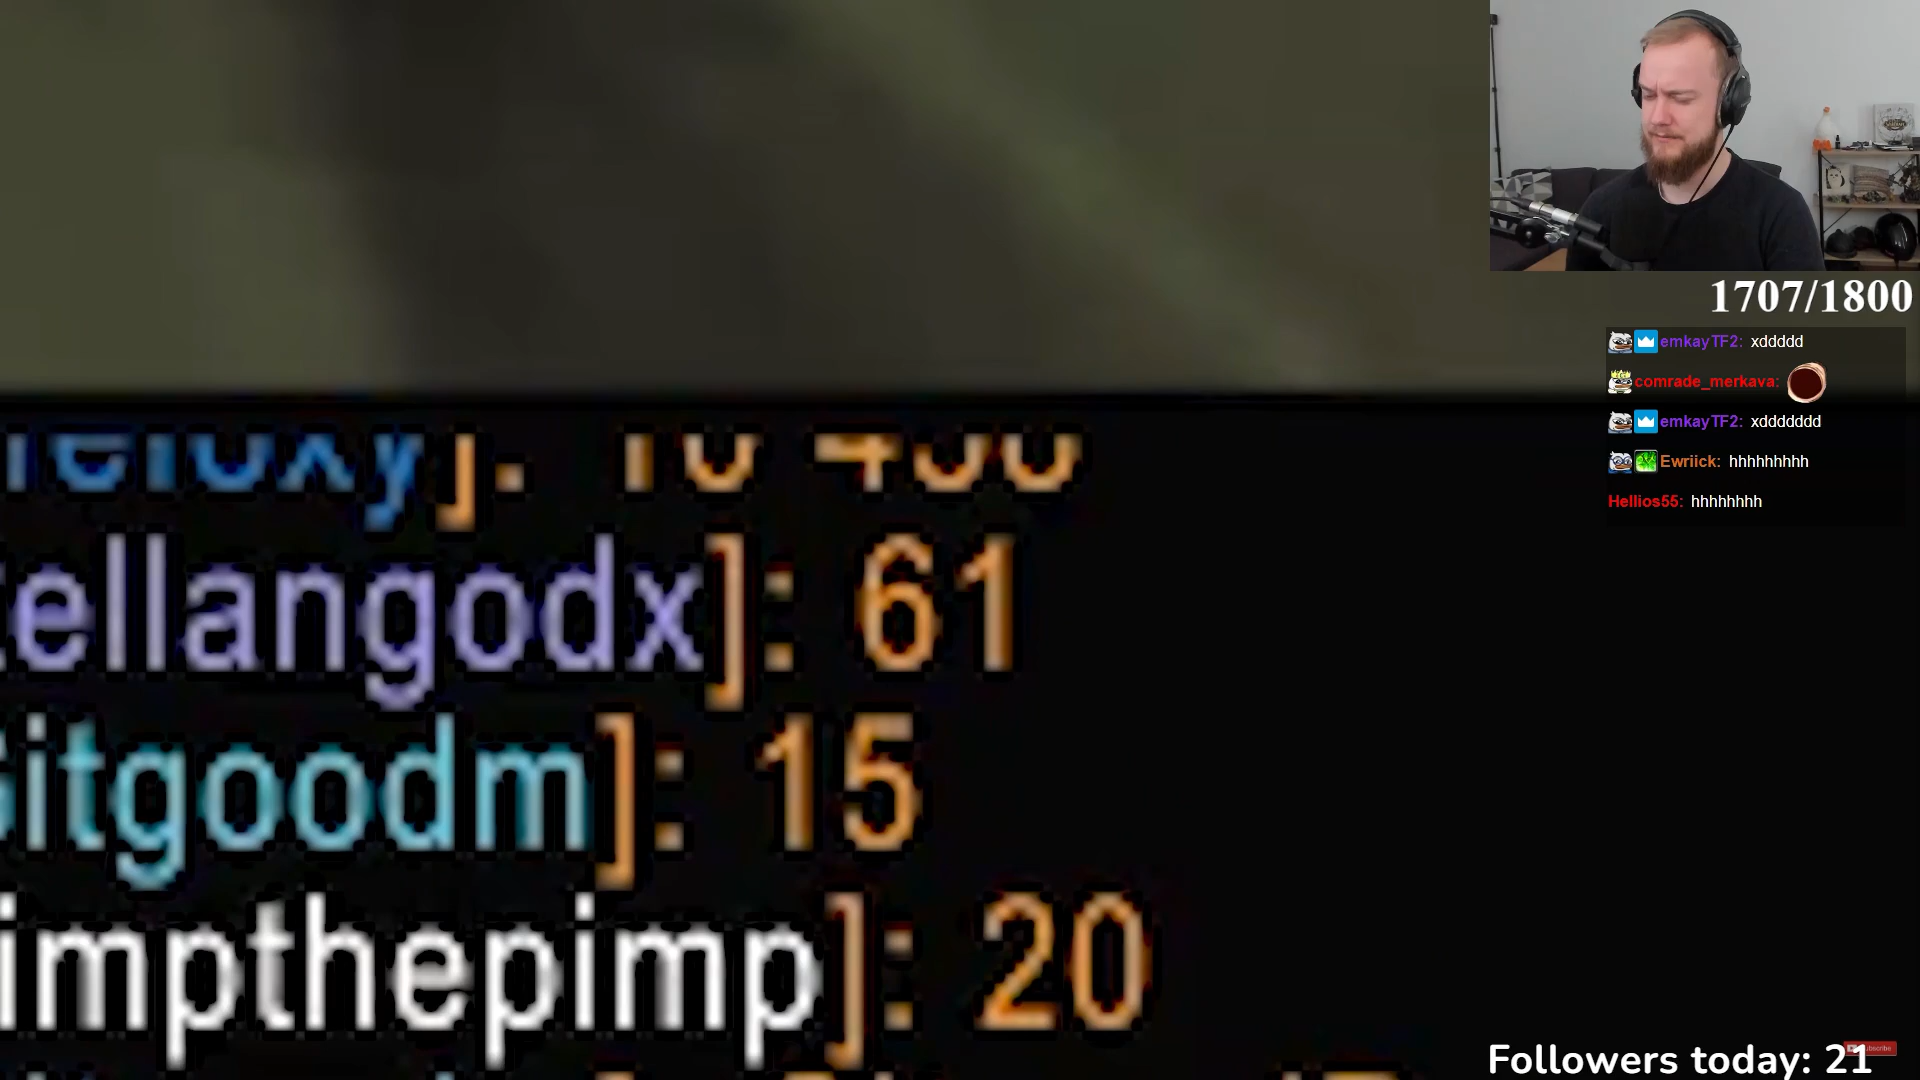 1707/1800
emkayTF2: xddddd
comrade_merkava:
emkayTF2: xddddddd
Ewriick: hhhhhhhhh
Hellios55: hhhhhhhh
ellangodx]: 61
itgoodm]: 15
impthepimp]: 20
Followers today: 21